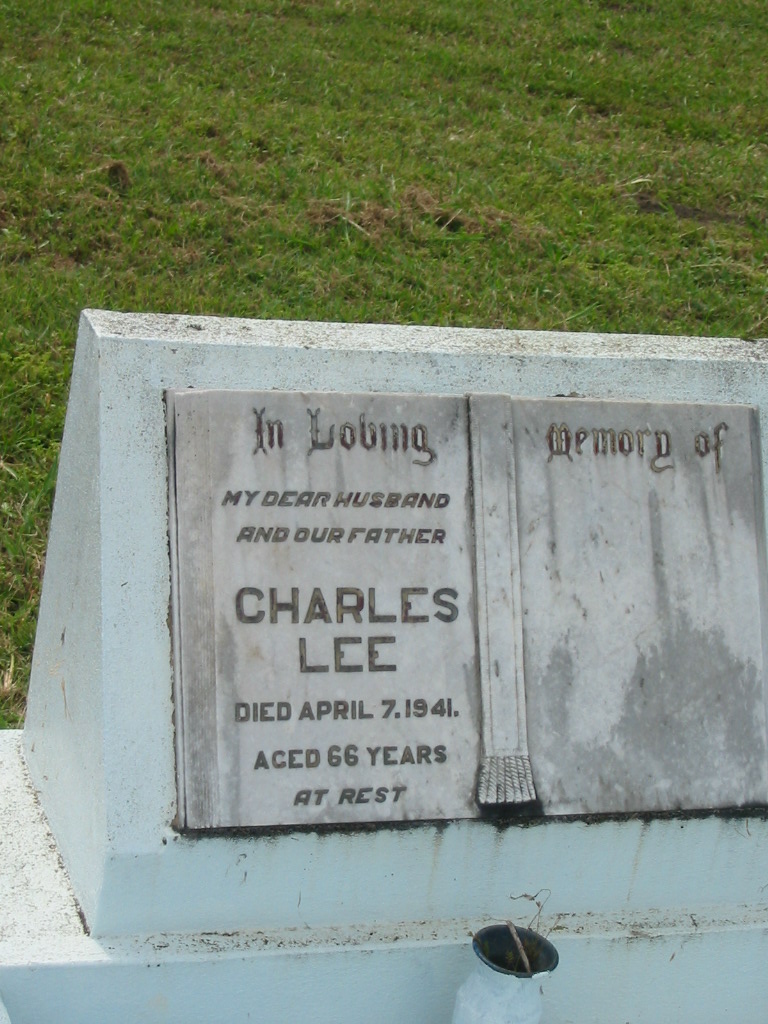 In Loving Memory of
MY DEAR HUSBAND
AND OUR FATHER
CHARLES
LEE
DIED APRIL 7. 1941.
AGED 66 YEARS
AT REST